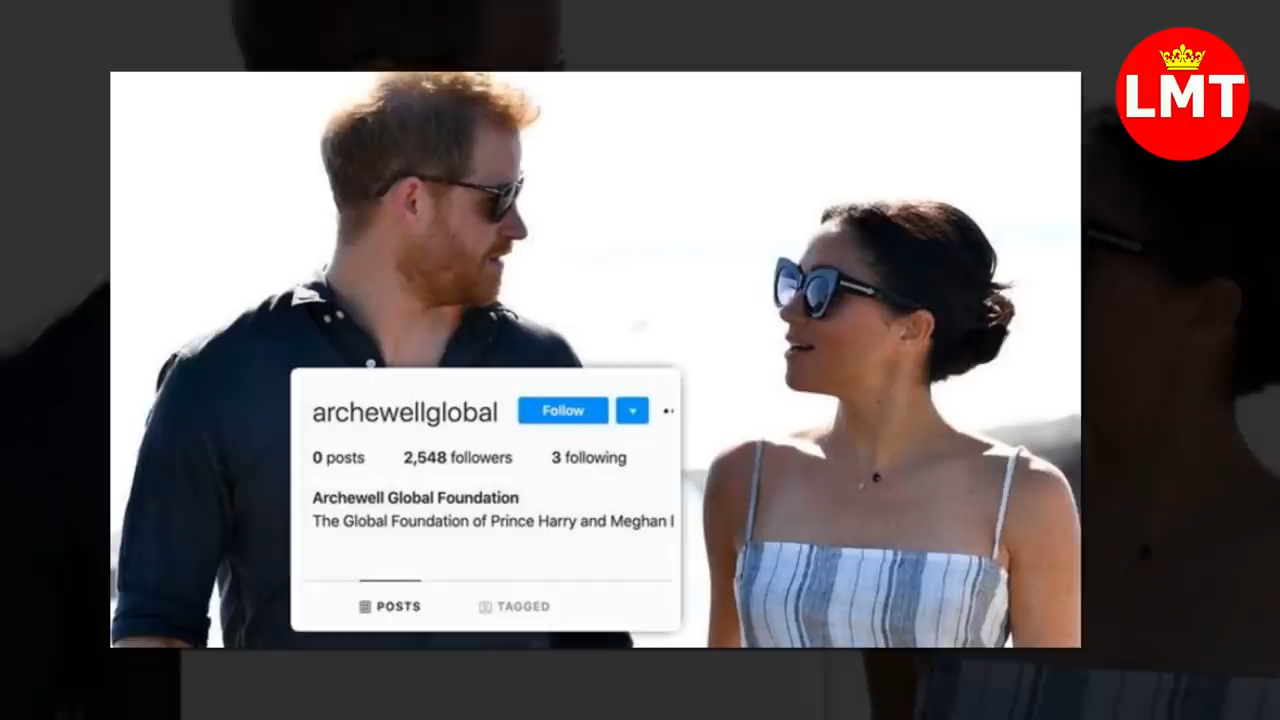 LMT
archewellglobal Follow
0 posts 2,548 followers 3 following
Archewell Global Foundation
The Global Foundation of Prince Harry and Meghan
POSTS TAGGED